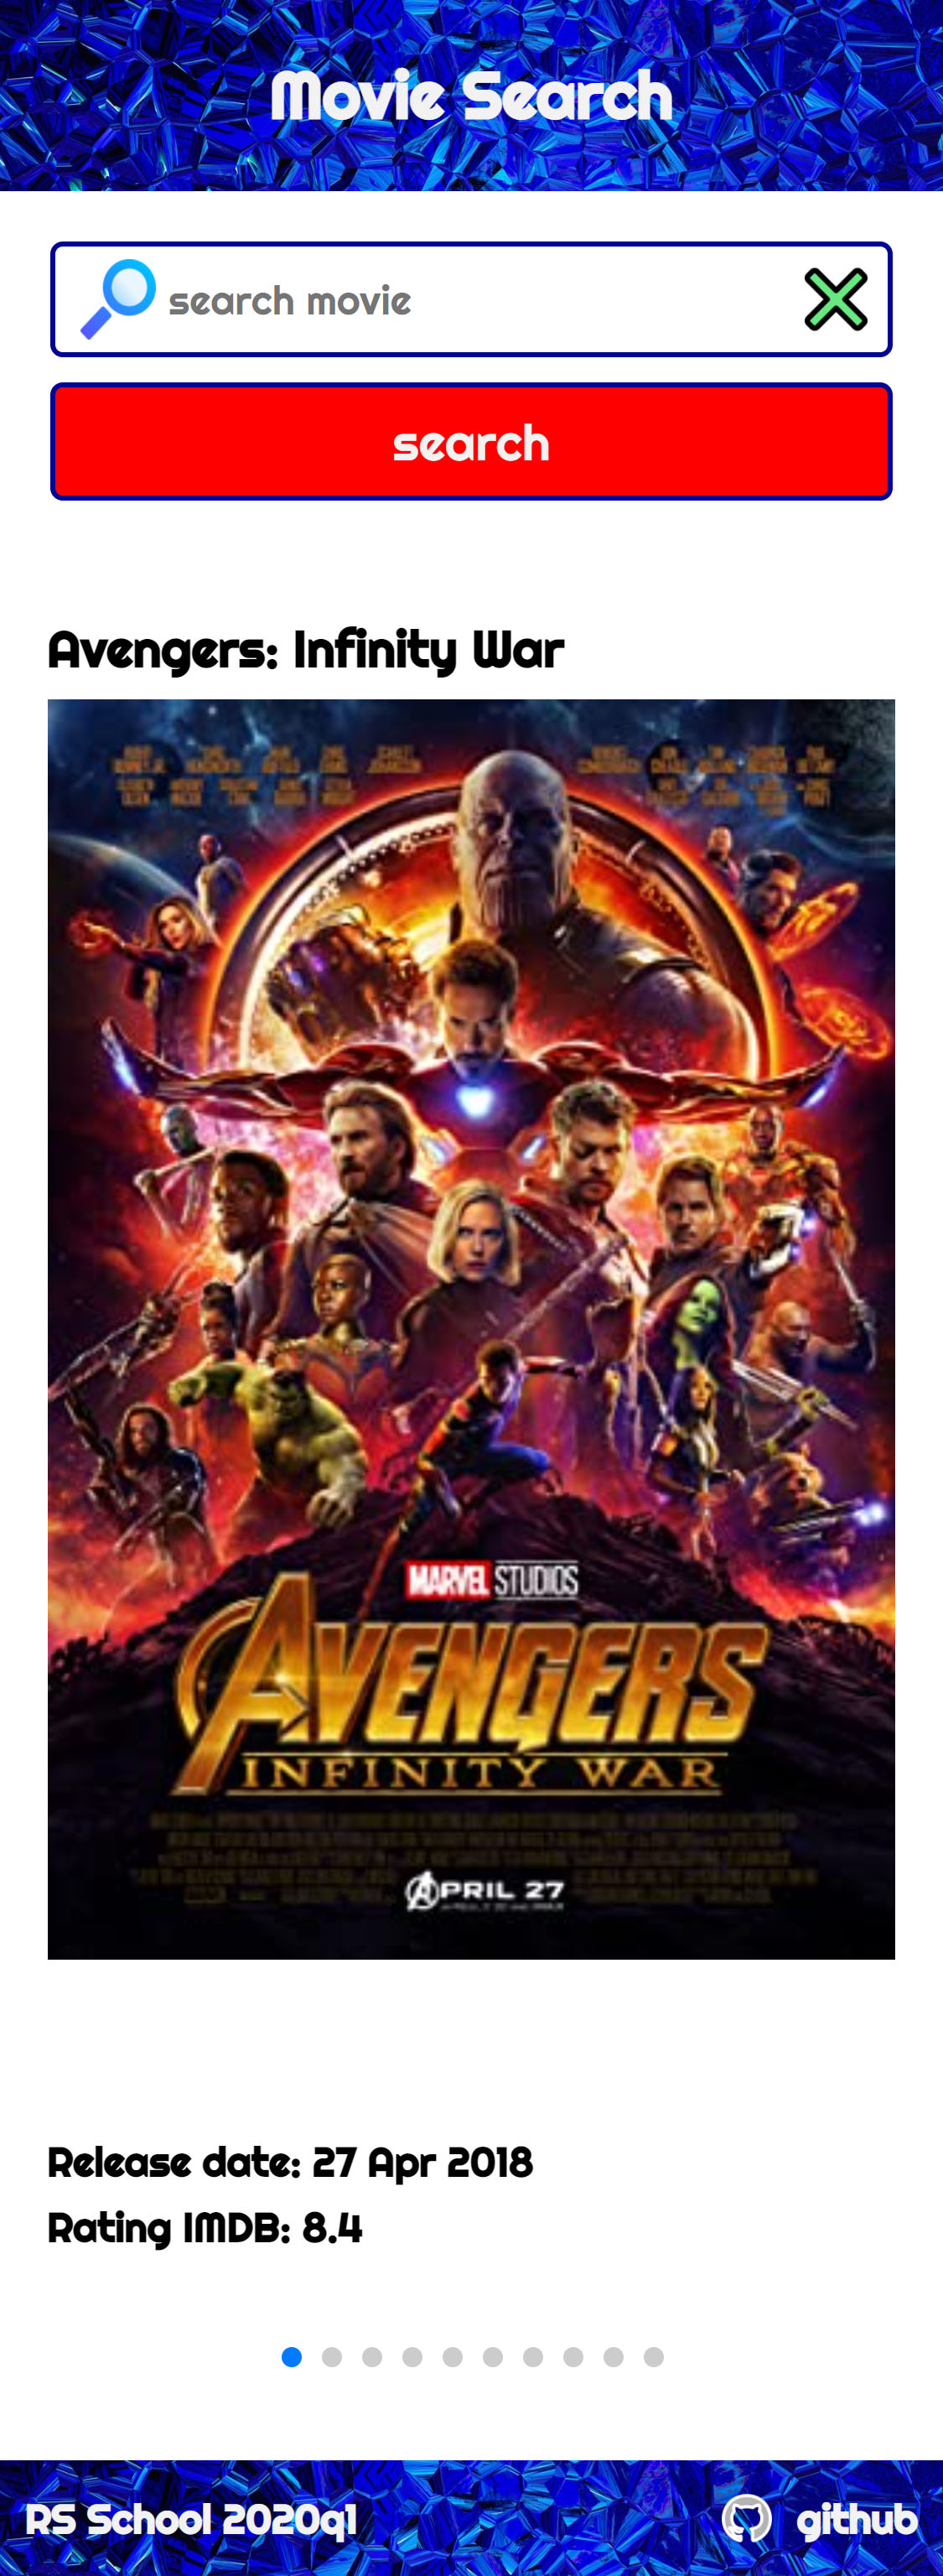 Movie Search
search movie
search
Avengers: Infinity War
MARVEL STUDIOS
AVENGERS
INFINITY WAR
APRIL 27
Release date: 27 Apr 2018
Rating IMDB: 8.4
RS School 2020q1
github